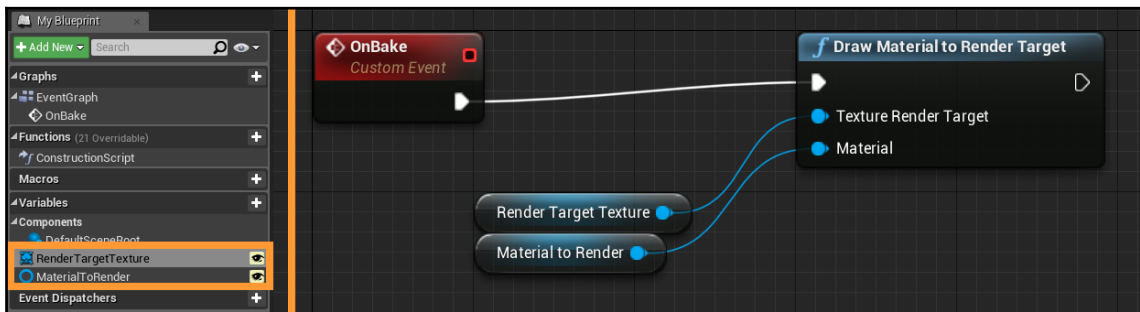 My Blueprint
+ Add New
Search
Graphs
EventGraph
OnBake
Functions (21 Overridable)
ConstructionScript
Macros
Variables
Components
DefaultSceneRoot
RenderTargetTexture
MaterialToRender
Event Dispatchers
OnBake
Custom Event
f Draw Material to Render Target
Texture Render Target
Material
Render Target Texture
Material to Render